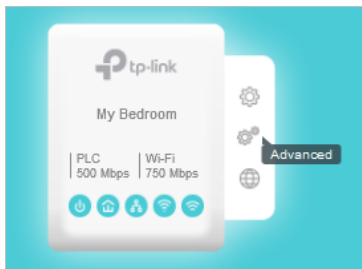 tp-link
My Bedroom
PLC
500 Mbps
Wi-Fi
750 Mbps
Advanced